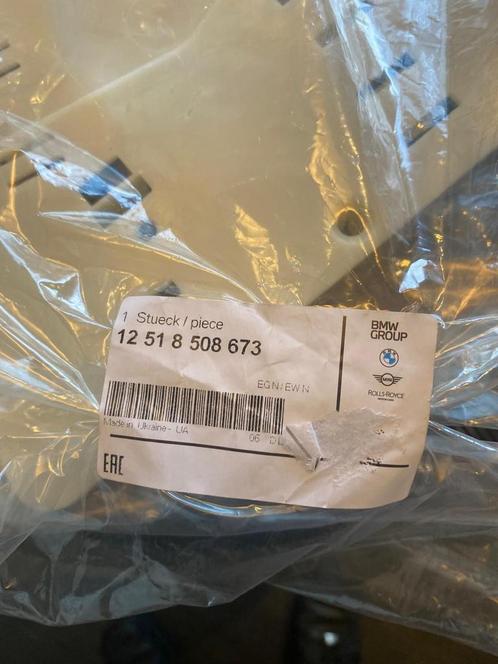 1 Stueck / piece
12 51 8 508 673
EGN/EWN
Made in Ukraine - UA
06
EAC
BMW
GROUP
MINI
ROLLS-ROYCE